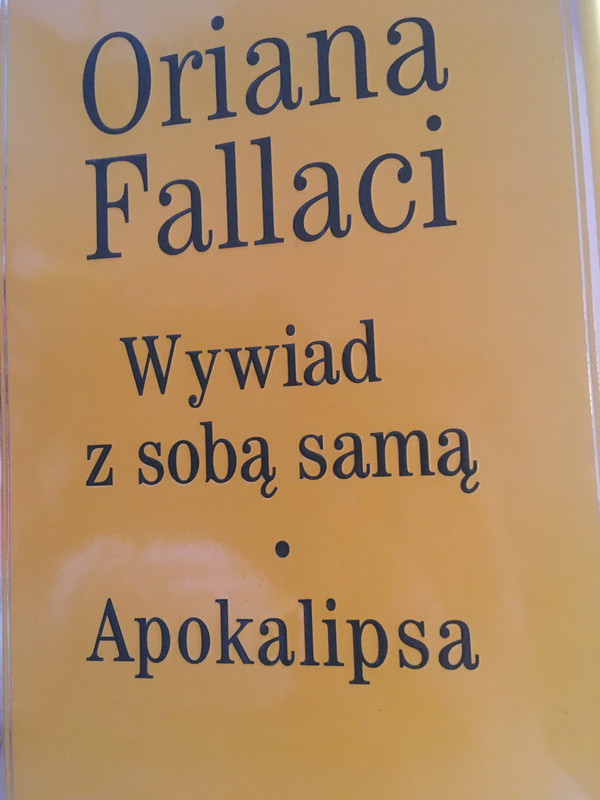 Oriana
Fallaci
Wywiad
z sobą samą
•
Apokalipsa